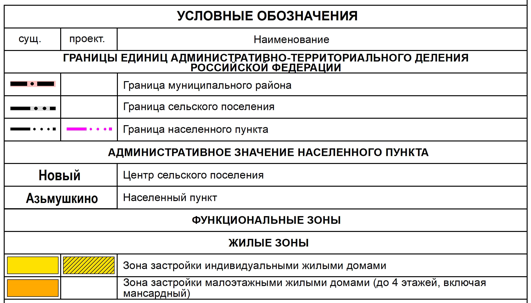 УСЛОВНЫЕ ОБОЗНАЧЕНИЯ
сущ. проект. Наименование
ГРАНИЦЫ ЕДИНИЦ АДМИНИСТРАТИВНО-ТЕРРИТОРИАЛЬНОГО ДЕЛЕНИЯ
РОССИЙСКОЙ ФЕДЕРАЦИИ
Граница муниципального района
Граница сельского поселения
Граница населенного пункта
АДМИНИСТРАТИВНОЕ ЗНАЧЕНИЕ НАСЕЛЕННОГО ПУНКТА
Новый Центр сельского поселения
Азьмушкино Населенный пункт
ФУНКЦИОНАЛЬНЫЕ ЗОНЫ
ЖИЛЫЕ ЗОНЫ
Зона застройки индивидуальными жилыми домами
Зона застройки малоэтажными жилыми домами (до 4 этажей, включая
мансардный)